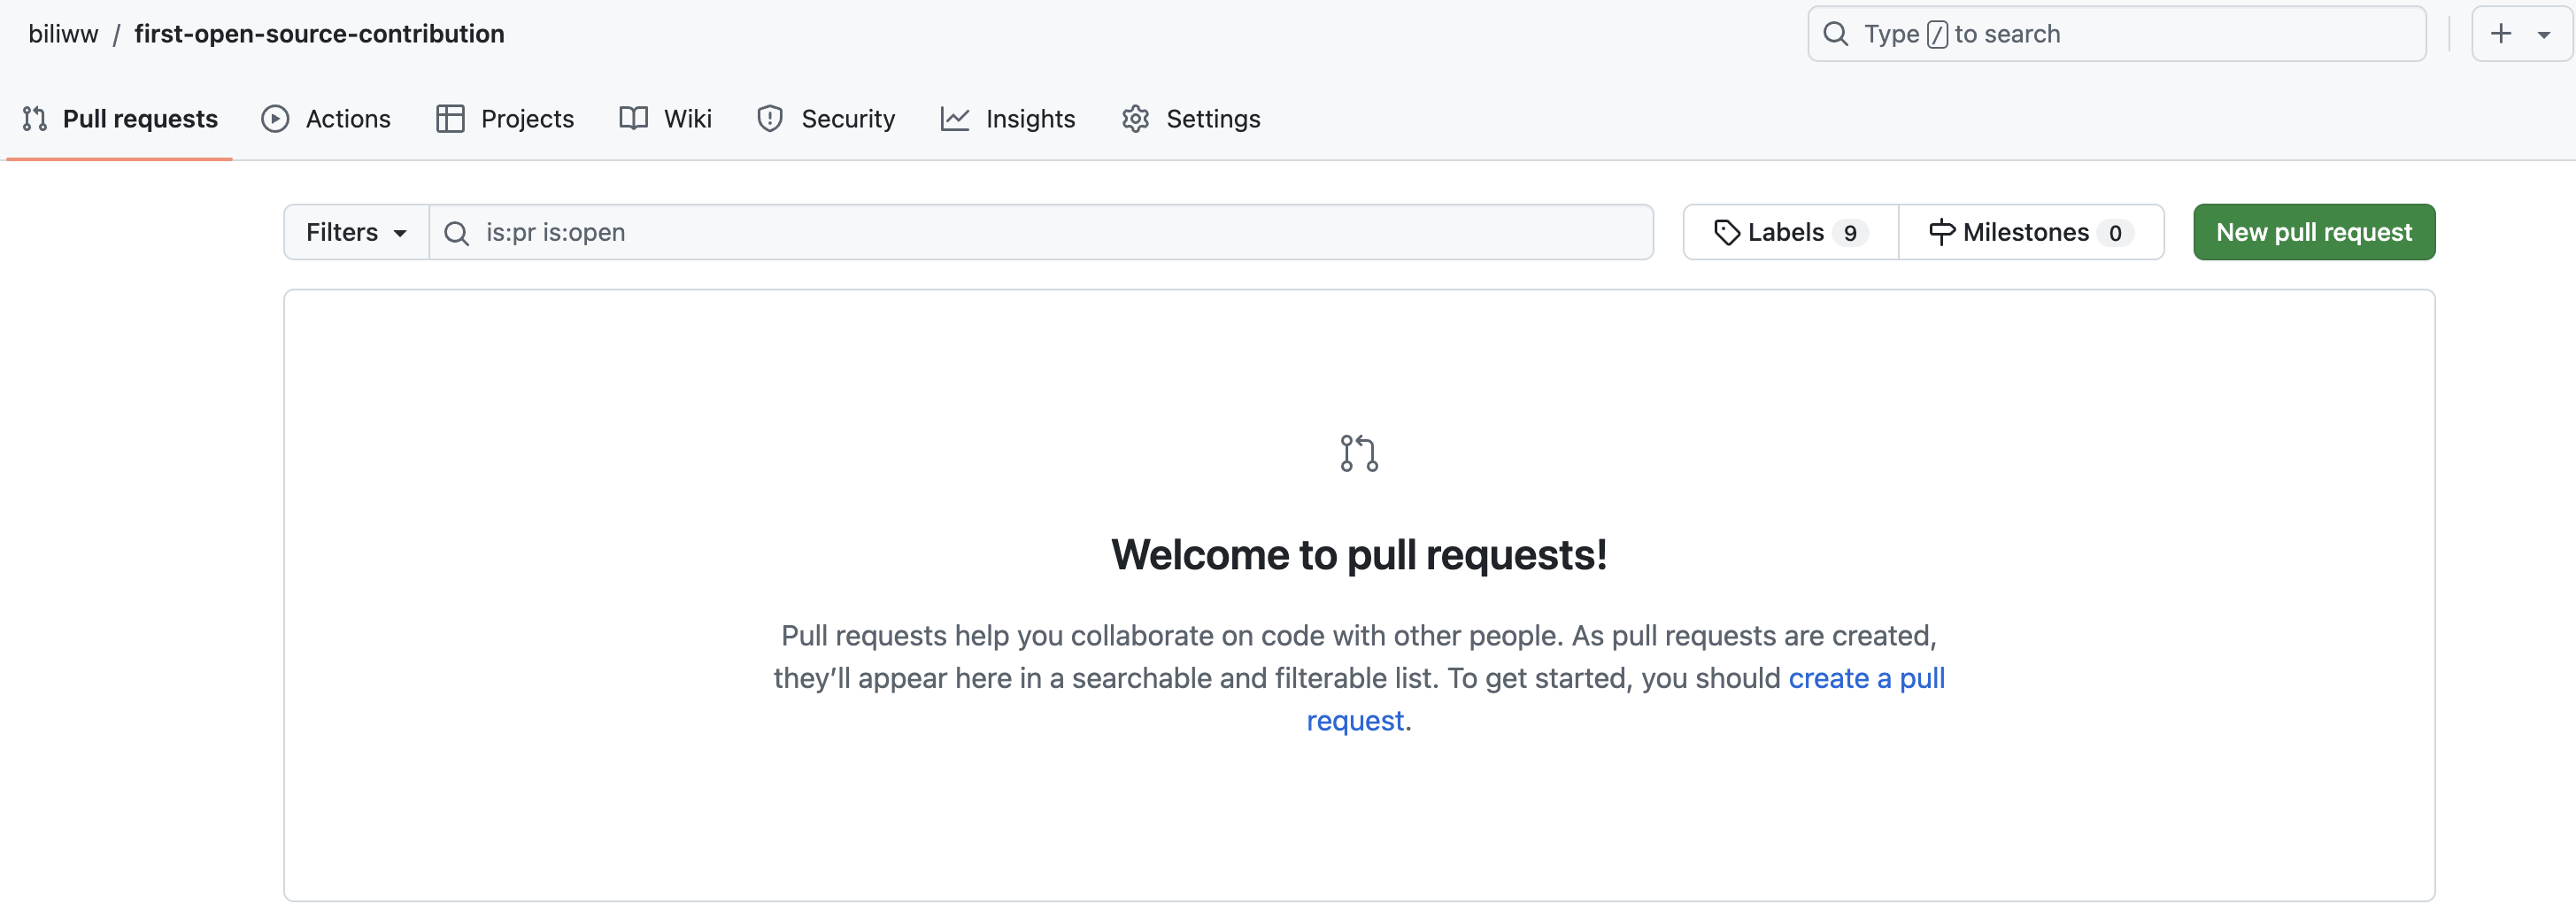 biliww / first-open-source-contribution
Type / to search
Pull requests Actions Projects Wiki Security Insights Settings
Filters is:pr is:open Labels 9 Milestones 0 New pull request
Welcome to pull requests!
Pull requests help you collaborate on code with other people. As pull requests are created,
they’ll appear here in a searchable and filterable list. To get started, you should create a pull
request.